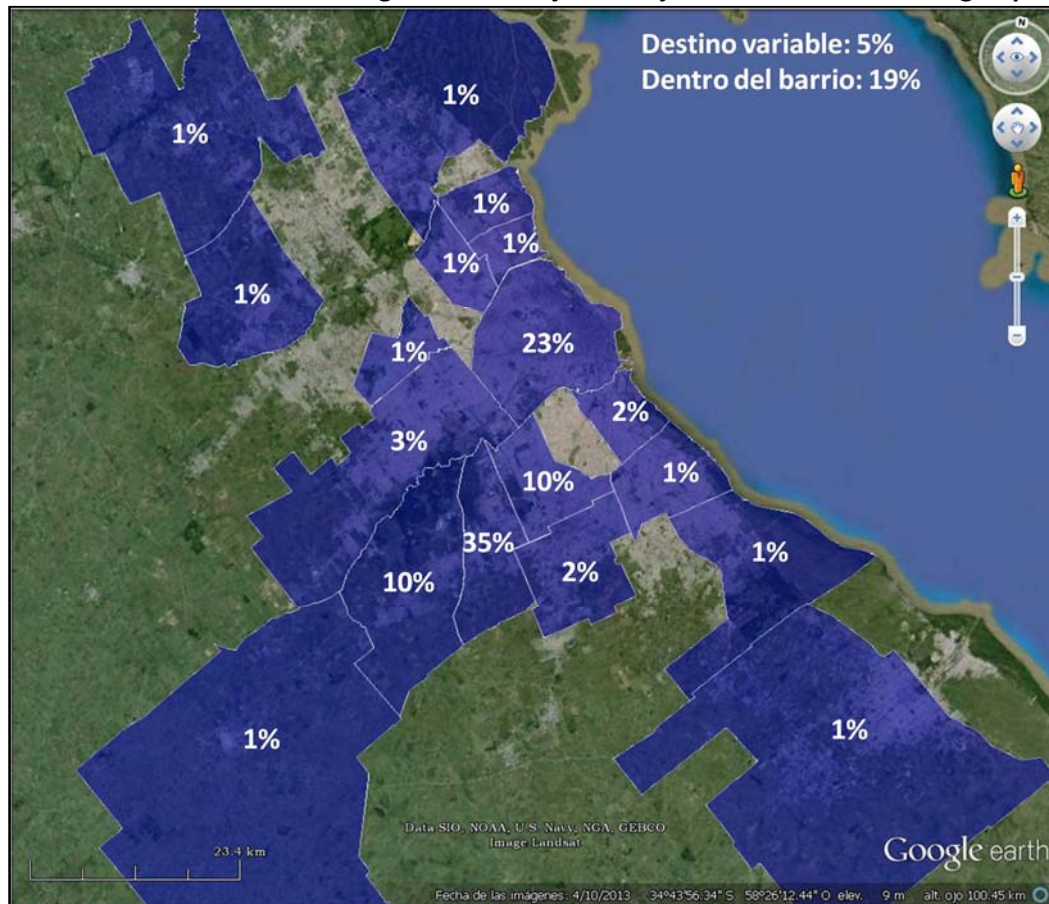 Destino variable: 5%
Dentro del barrio: 19%
N
1%
1%
1%
1%
1%
1%
23%
1%
2%
3%
1%
10%
35%
1%
2%
10%
1%
1%
Data SIO, NOAA, U.S. Navy, NGA, GEBCO
Image Landsat
Google earth
23.4 km
Fecha de las imágenes: 4/10/2013 34°43'56.34" S 58°26'12.44" O elev. 9 m alt. ojo 100.45 km